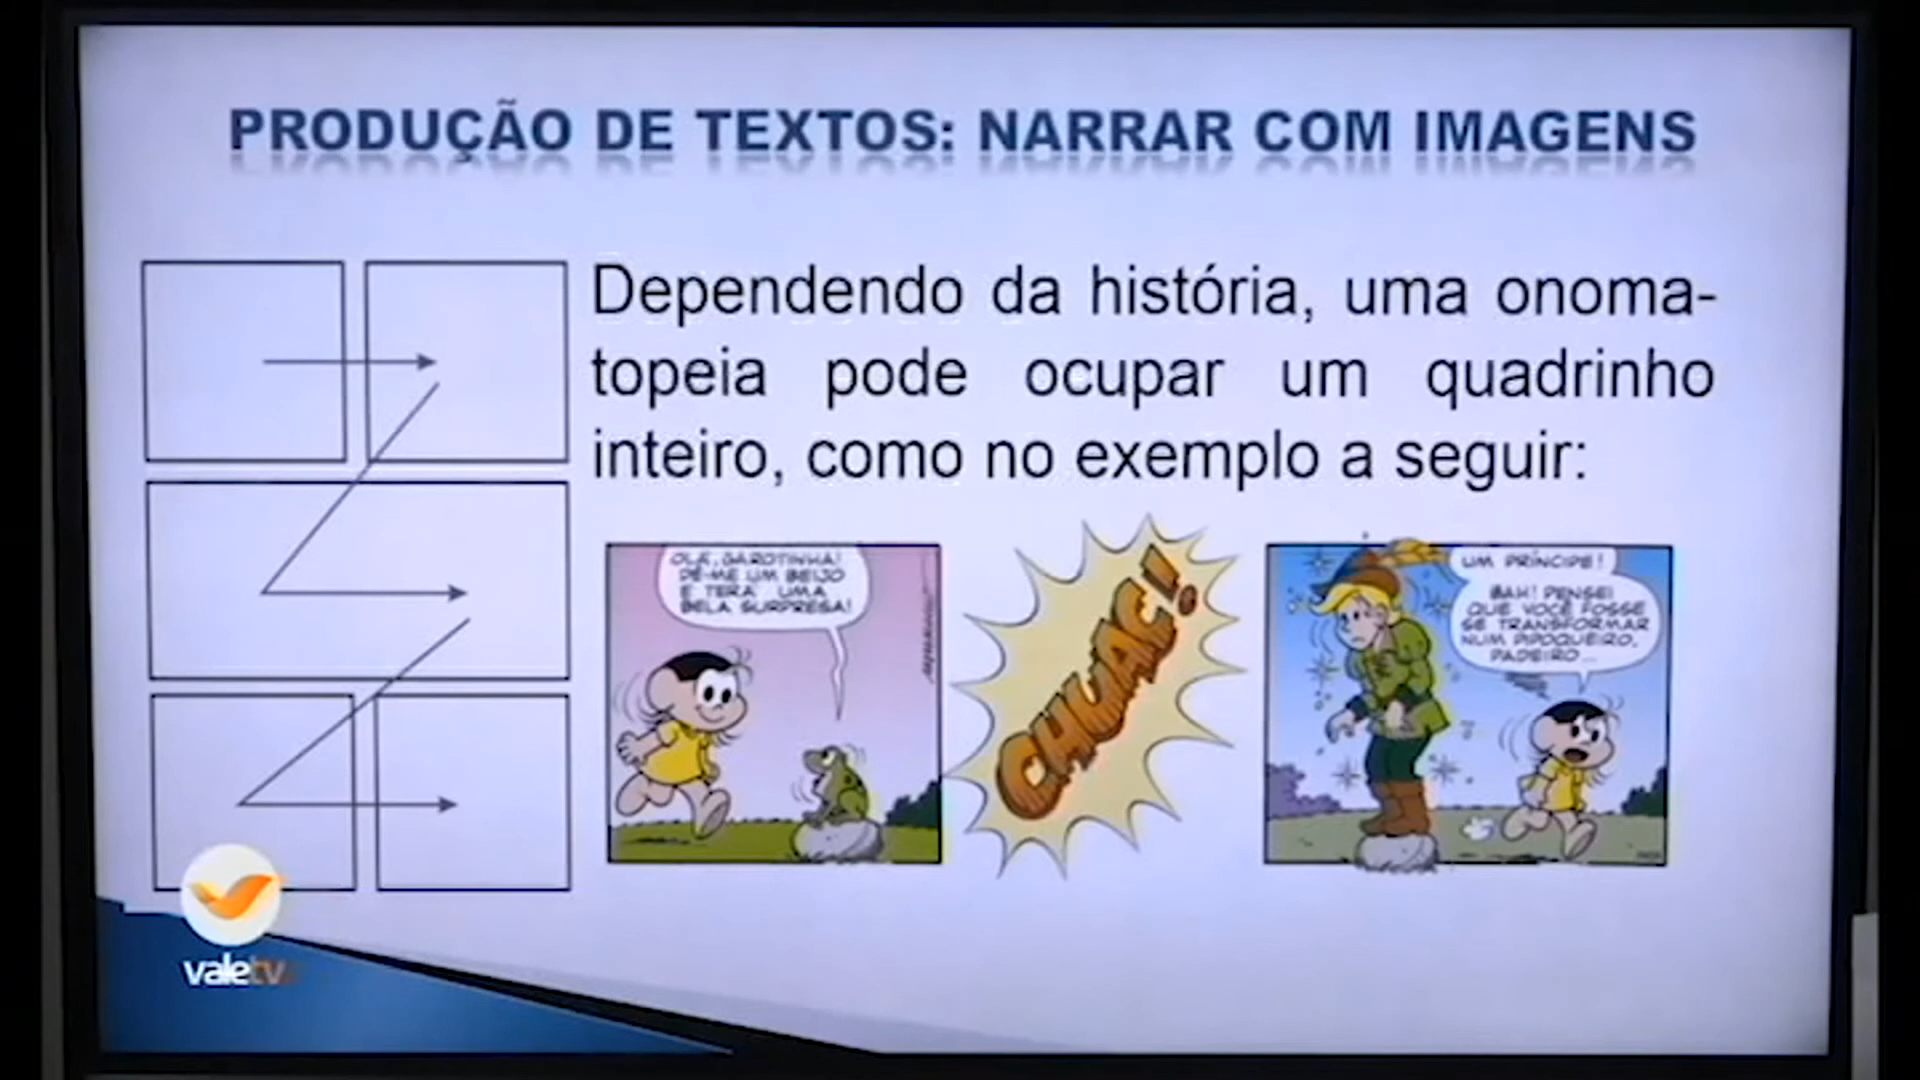 PRODUÇÃO DE TEXTOS: NARRAR COM IMAGENS
Dependendo da história, uma onoma-
topeia pode ocupar um quadrinho
inteiro, como no exemplo a seguir:
OLÁ, GAROTINHA!
DÊ-ME UM BEIJO
E TERÁ UMA
BELA SURPRESA!
CHUAC!
UM PRÍNCIPE!
BAH! PENSEI
QUE VOCÊ FOSSE
SE TRANSFORMAR
NUM PIPOQUEIRO,
PADEIRO...
valetv